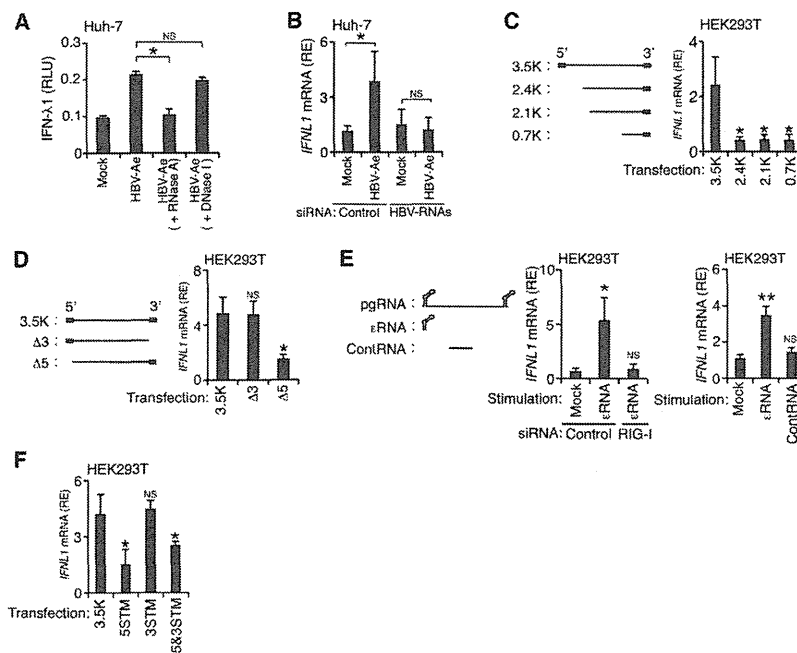 A
Huh-7
IFN-λ1 (RLU)
0.3
0.2
0.1
0
NS
*
Mock
HBV-Ae
HBV-Ae
( + RNase A)
HBV-Ae
( + DNase I )
B
Huh-7
IFNL1 mRNA (RE)
6
3
0
*
NS
Mock
HBV-Ae
Mock
HBV-Ae
siRNA: Control HBV-RNAs
C
HEK293T
5' 3'
3.5K :
2.4K :
2.1K :
0.7K :
IFNL1 mRNA (RE)
4
2
0
* * *
Transfection:
3.5K
2.4K
2.1K
0.7K
D
HEK293T
5' 3'
3.5K :
Δ3 :
Δ5 :
IFNL1 mRNA (RE)
8
4
0
NS
*
Transfection:
3.5K
Δ3
Δ5
E
pgRNA :
εRNA :
ContRNA :
HEK293T
IFNL1 mRNA (RE)
10
5
0
*
NS
Stimulation:
Mock
εRNA
εRNA
siRNA: Control RIG-I
HEK293T
IFNL1 mRNA (RE)
6
4
2
0
**
NS
Stimulation:
Mock
εRNA
ContRNA
F
HEK293T
IFNL1 mRNA (RE)
6
3
0
*
NS
*
Transfection:
3.5K
5STM
3STM
5&3STM